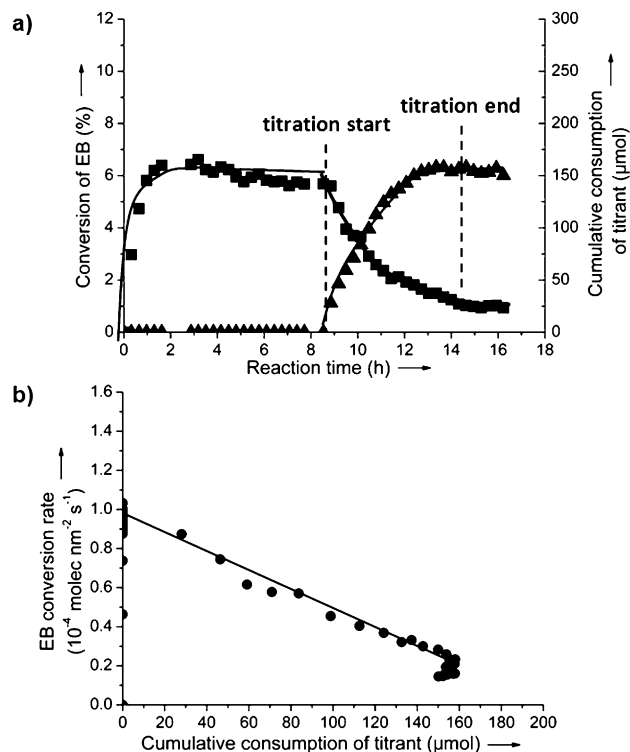 a)
12
10
8
6
4
2
0
Conversion of EB (%)
titration start
titration end
300
250
200
150
100
50
0
Cumulative consumption
of titrant (μmol)
0 2 4 6 8 10 12 14 16 18
Reaction time (h)
b)
1.6
1.4
1.2
1.0
0.8
0.6
0.4
0.2
0.0
EB conversion rate
(10⁻⁴ molec nm⁻² s⁻¹)
0 20 40 60 80 100 120 140 160 180 200
Cumulative consumption of titrant (μmol)